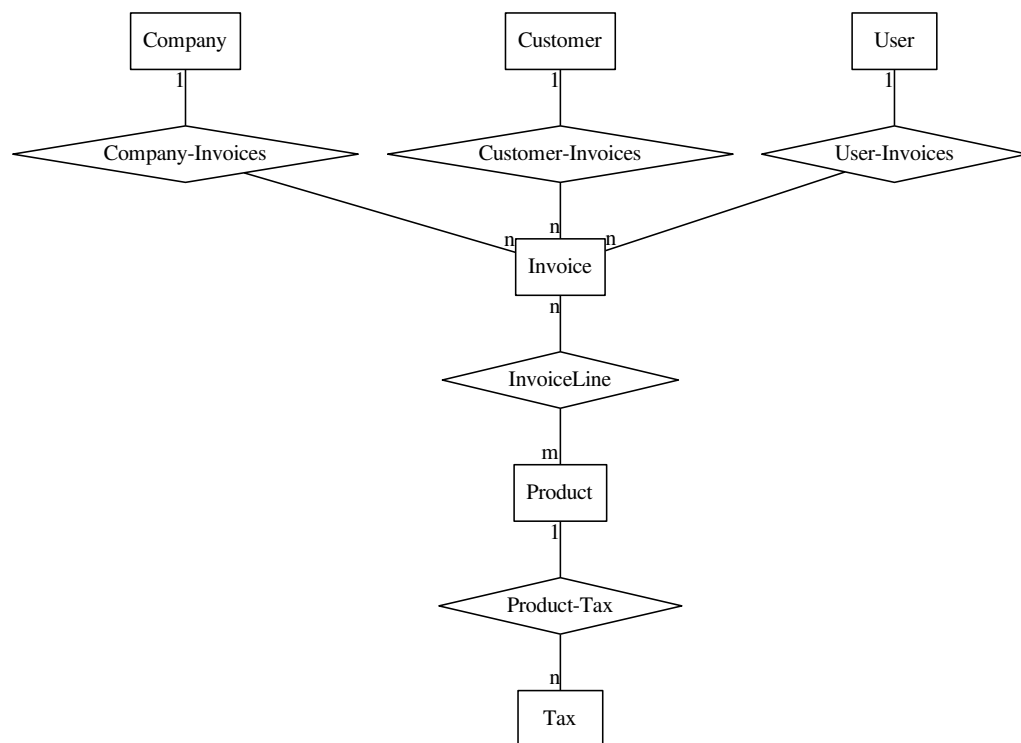 Company
Customer
User
1
1
1
Company-Invoices
Customer-Invoices
User-Invoices
n
n
n
Invoice
n
InvoiceLine
m
Product
1
Product-Tax
n
Tax